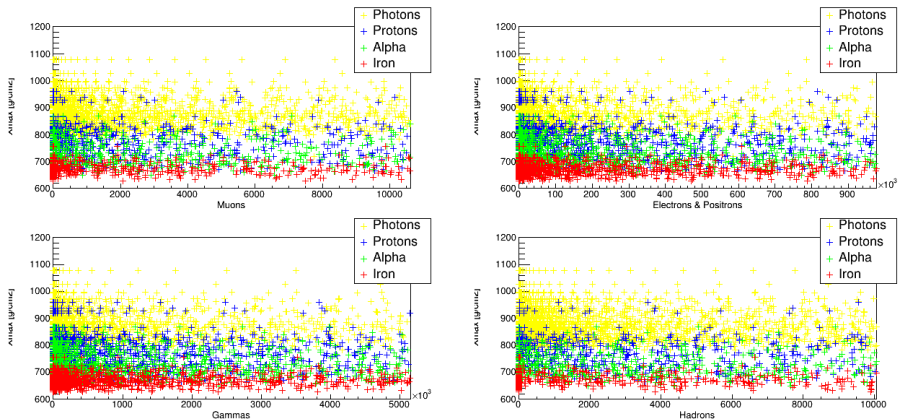 Photons
Protons
Alpha
Iron
1200
1100
1000
900
800
700
600
0 2000 4000 6000 8000 10000
Muons
Photons
Protons
Alpha
Iron
1200
1100
1000
900
800
700
600
0 100 200 300 400 500 600 700 800 900
×10³
Electrons & Positrons
Photons
Protons
Alpha
Iron
1200
1100
1000
900
800
700
600
0 1000 2000 3000 4000 5000
×10³
Gammas
Photons
Protons
Alpha
Iron
1200
1100
1000
900
800
700
600
0 2000 4000 6000 8000 10000
Hadrons